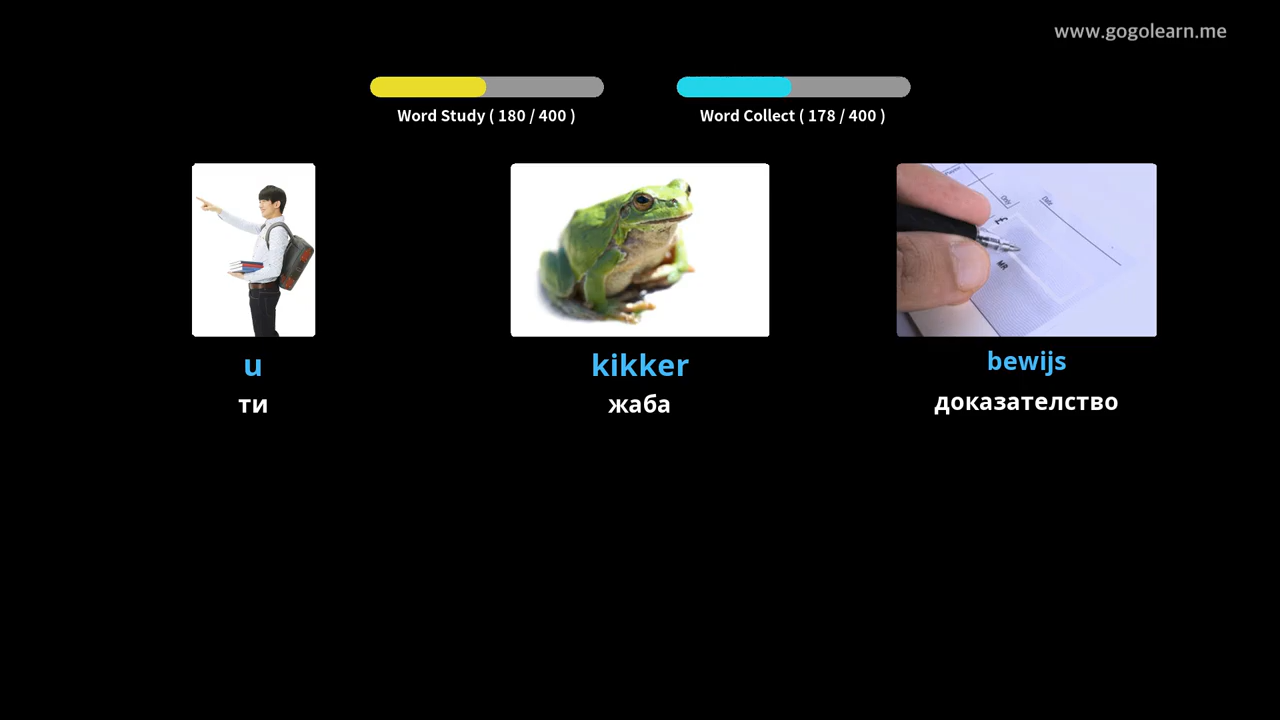 www.gogolearn.me
Word Study ( 180 / 400 )
Word Collect ( 178 / 400 )
u
ти
kikker
жаба
bewijs
доказателство